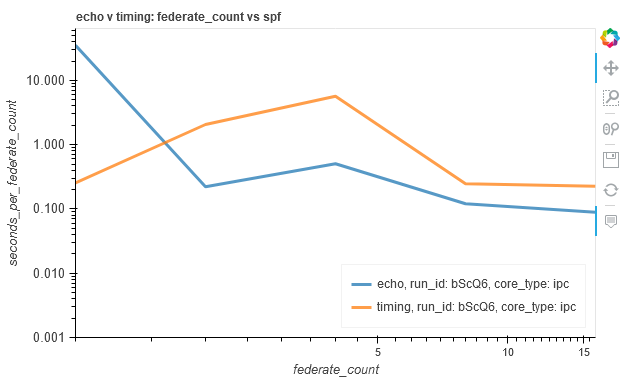 echo v timing: federate_count vs spf
seconds_per_federate_count
10.000
1.000
0.100
0.010
0.001
echo, run_id: bScQ6, core_type: ipc
timing, run_id: bScQ6, core_type: ipc
5
10
15
federate_count